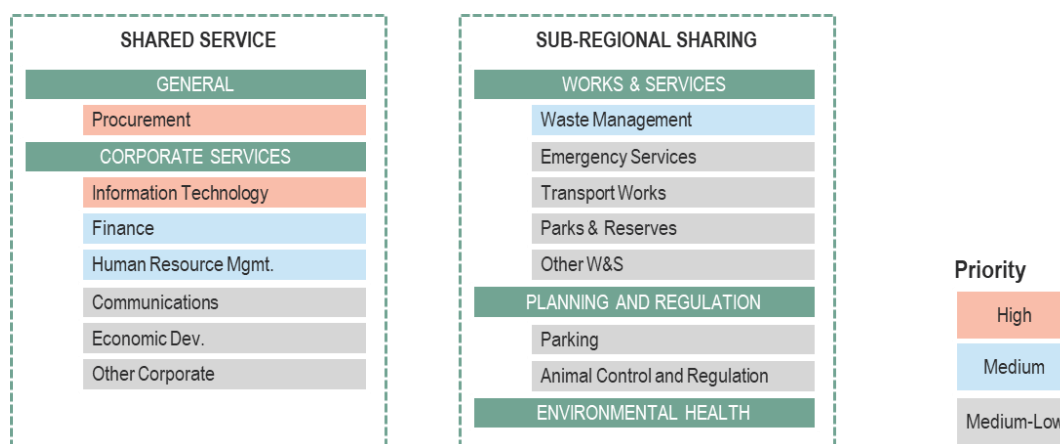 SHARED SERVICE
GENERAL
Procurement
CORPORATE SERVICES
Information Technology
Finance
Human Resource Mgmt.
Communications
Economic Dev.
Other Corporate
SUB-REGIONAL SHARING
WORKS & SERVICES
Waste Management
Emergency Services
Transport Works
Parks & Reserves
Other W&S
PLANNING AND REGULATION
Parking
Animal Control and Regulation
ENVIRONMENTAL HEALTH
Priority
High
Medium
Medium-Low